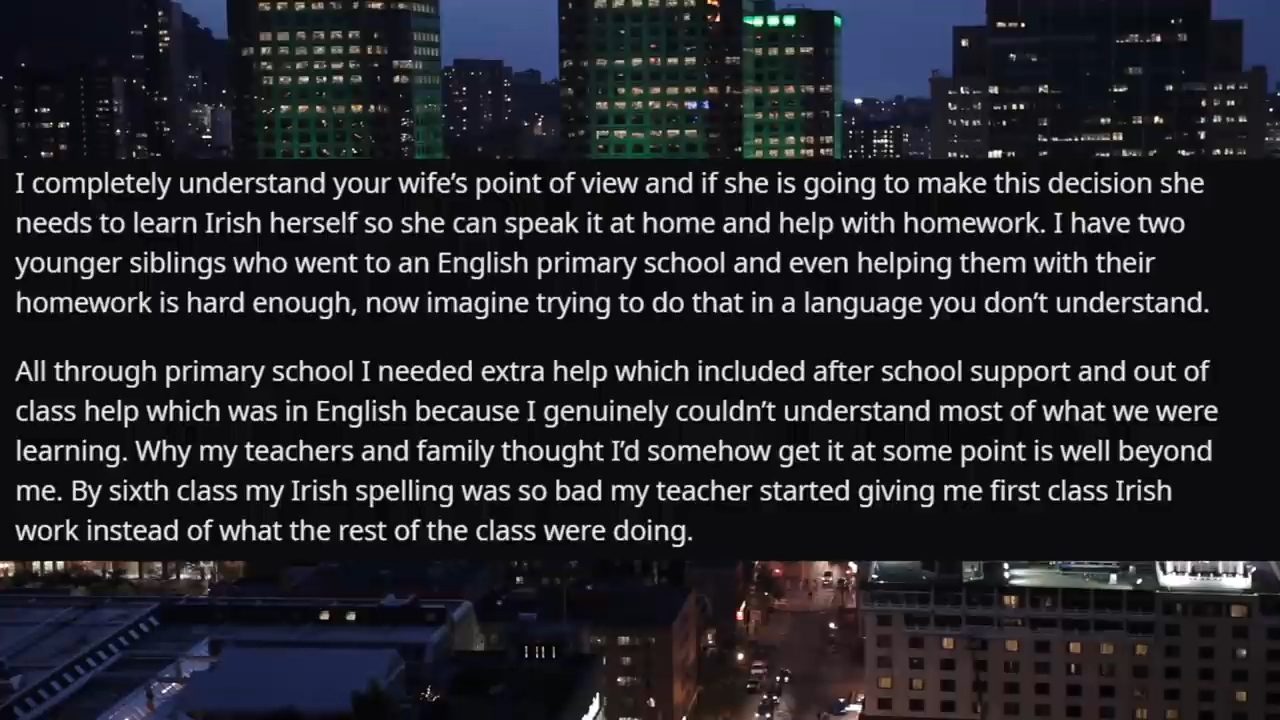 I completely understand your wife’s point of view and if she is going to make this decision she
needs to learn Irish herself so she can speak it at home and help with homework. I have two
younger siblings who went to an English primary school and even helping them with their
homework is hard enough, now imagine trying to do that in a language you don’t understand.
All through primary school I needed extra help which included after school support and out of
class help which was in English because I genuinely couldn’t understand most of what we were
learning. Why my teachers and family thought I’d somehow get it at some point is well beyond
me. By sixth class my Irish spelling was so bad my teacher started giving me first class Irish
work instead of what the rest of the class were doing.